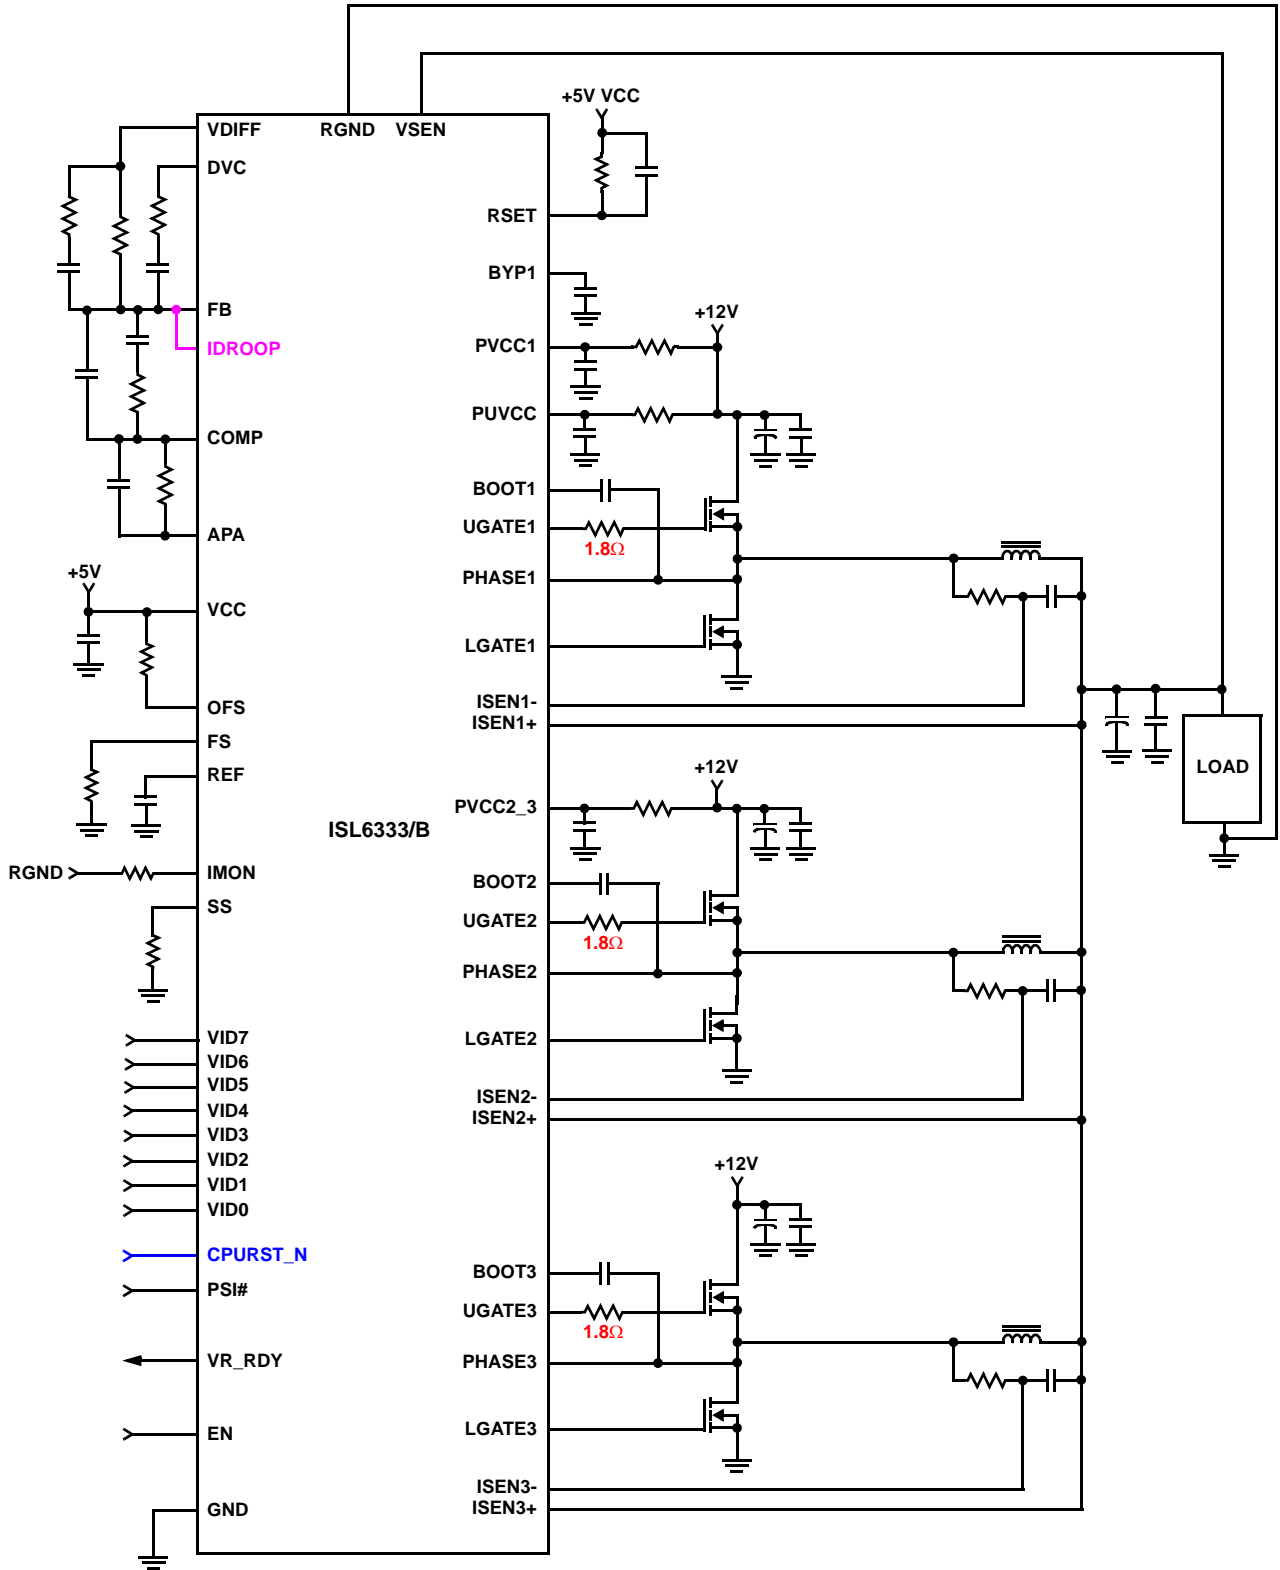 +5V VCC
VDIFF
RGND
VSEN
DVC
RSET
BYP1
FB
+12V
IDROOP
PVCC1
PUVCC
COMP
BOOT1
UGATE1
1.8Ω
APA
+5V
PHASE1
VCC
LGATE1
ISEN1-
OFS
ISEN1+
FS
REF
+12V
LOAD
PVCC2_3
ISL6333/B
RGND
IMON
BOOT2
SS
UGATE2
1.8Ω
PHASE2
VID7
LGATE2
VID6
VID5
ISEN2-
VID4
ISEN2+
VID3
VID2
+12V
VID1
VID0
CPURST_N
BOOT3
PSI#
UGATE3
1.8Ω
VR_RDY
PHASE3
LGATE3
EN
ISEN3-
GND
ISEN3+